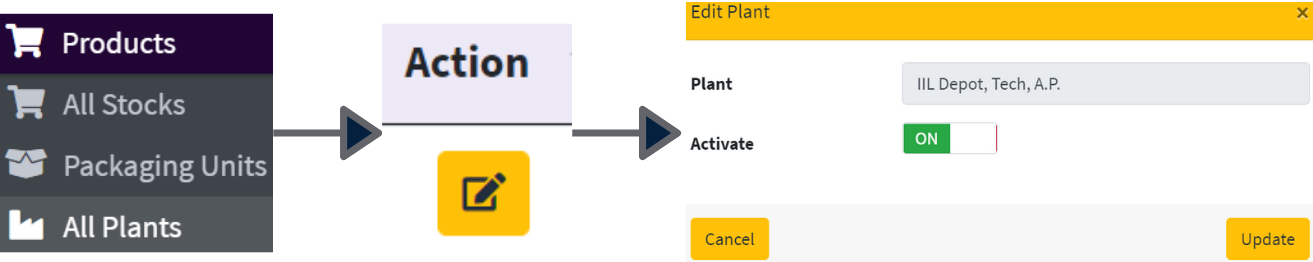 Products
All Stocks
Packaging Units
All Plants
Action
Edit Plant ×
Plant IIL Depot, Tech, A.P.
Activate ON
Cancel Update